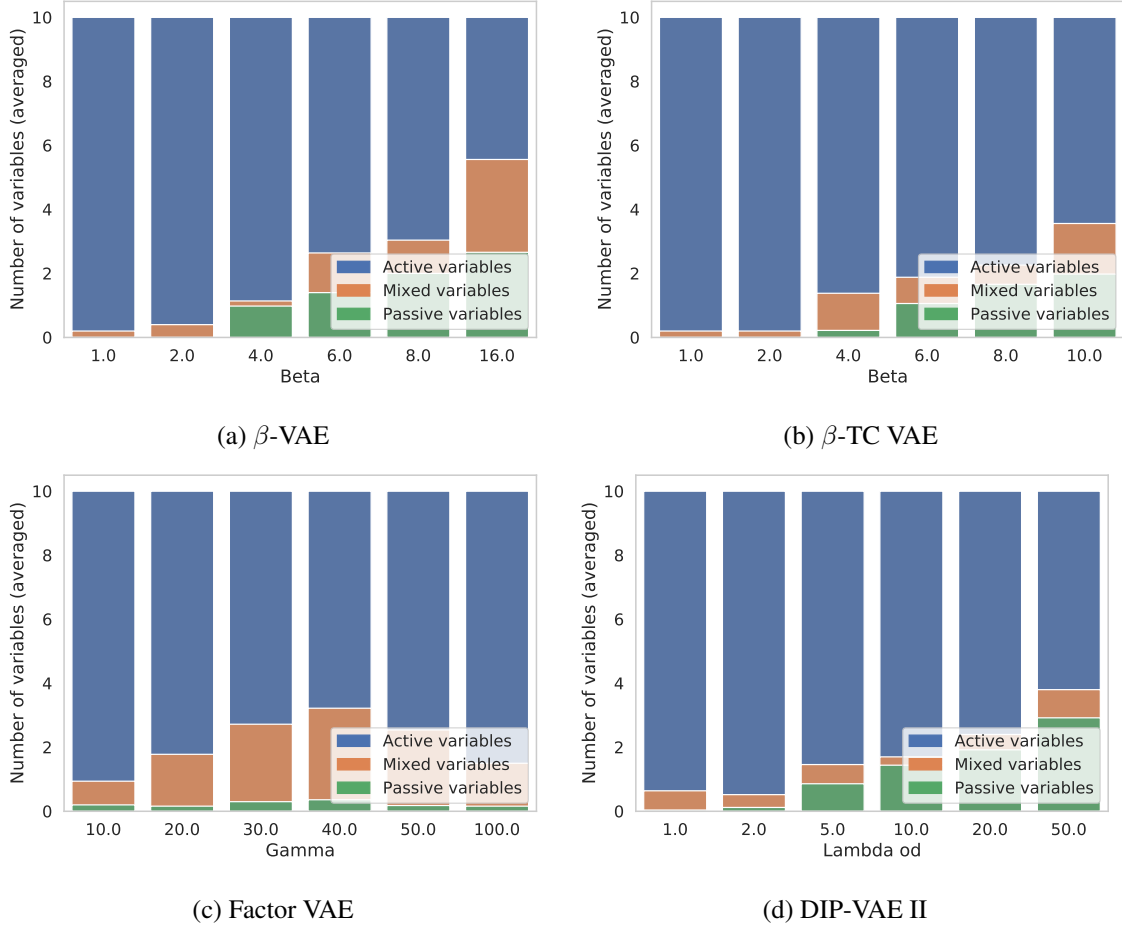 Number of variables (averaged)
10
8
6
4
2
0
Active variables
Mixed variables
Passive variables
1.0 2.0 4.0 6.0 8.0 16.0
Beta
(a) β-VAE
Number of variables (averaged)
10
8
6
4
2
0
Active variables
Mixed variables
Passive variables
1.0 2.0 4.0 6.0 8.0 10.0
Beta
(b) β-TC VAE
Number of variables (averaged)
10
8
6
4
2
0
Active variables
Mixed variables
Passive variables
10.0 20.0 30.0 40.0 50.0 100.0
Gamma
(c) Factor VAE
Number of variables (averaged)
10
8
6
4
2
0
Active variables
Mixed variables
Passive variables
1.0 2.0 5.0 10.0 20.0 50.0
Lambda od
(d) DIP-VAE II